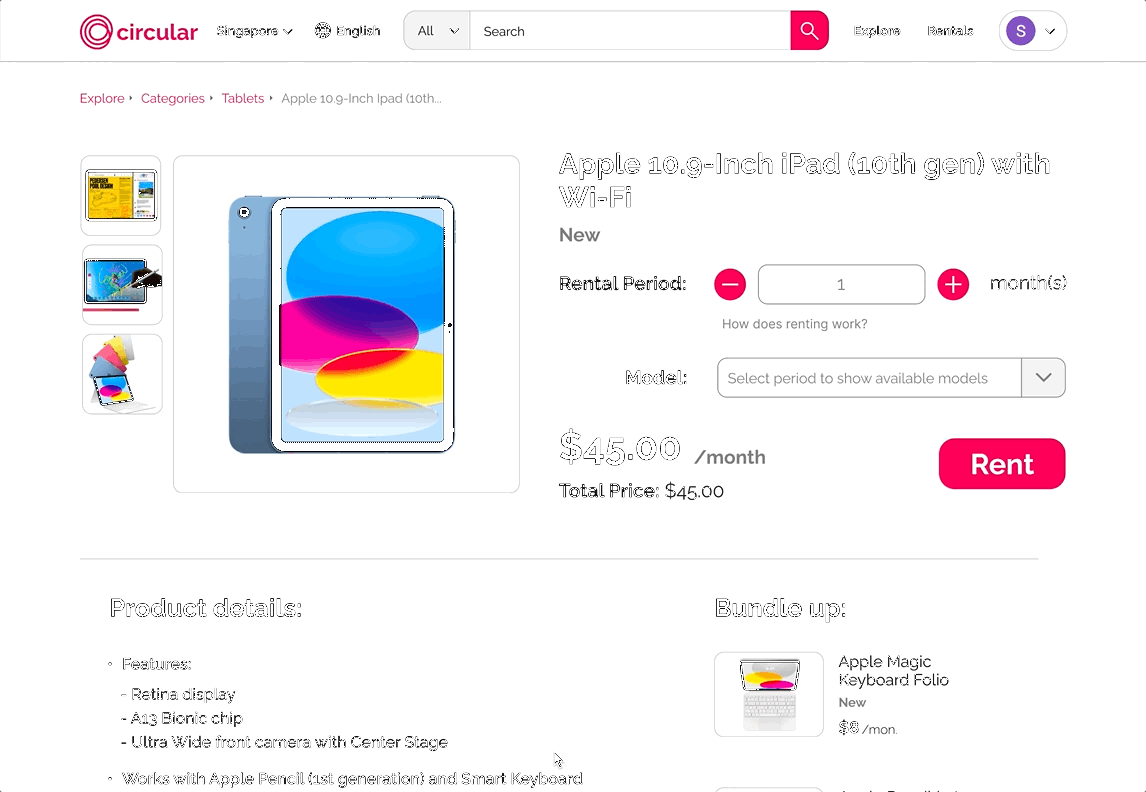 circular
Singapore
English
All
Search
Explore
Rentals
S
Explore
Categories
Tablets
Apple 10.9-Inch Ipad (10th...
Apple 10.9-Inch iPad (10th gen) with
Wi-Fi
New
Rental Period:
1
month(s)
How does renting work?
Model:
Select period to show available models
$45.00 /month
Rent
Total Price: $45.00
Product details:
• Features:
- Retina display
- A13 Bionic chip
- Ultra Wide front camera with Center Stage
• Works with Apple Pencil (1st generation) and Smart Keyboard
Bundle up:
Apple Magic
Keyboard Folio
New
/mon.